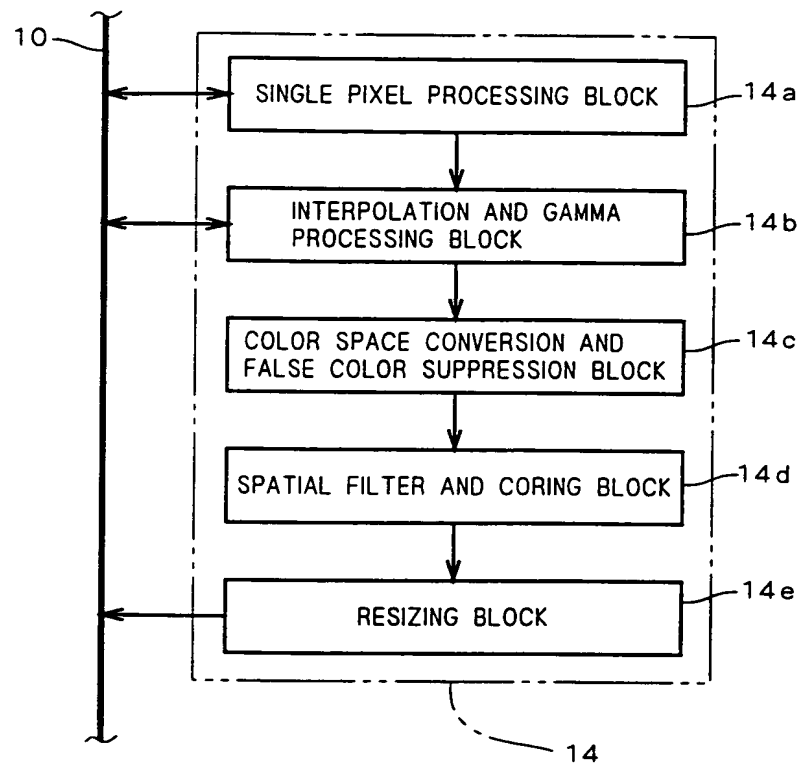 10
SINGLE PIXEL PROCESSING BLOCK
14a
INTERPOLATION AND GAMMA
PROCESSING BLOCK
14b
COLOR SPACE CONVERSION AND
FALSE COLOR SUPPRESSION BLOCK
14c
SPATIAL FILTER AND CORING BLOCK
14d
RESIZING BLOCK
14e
14